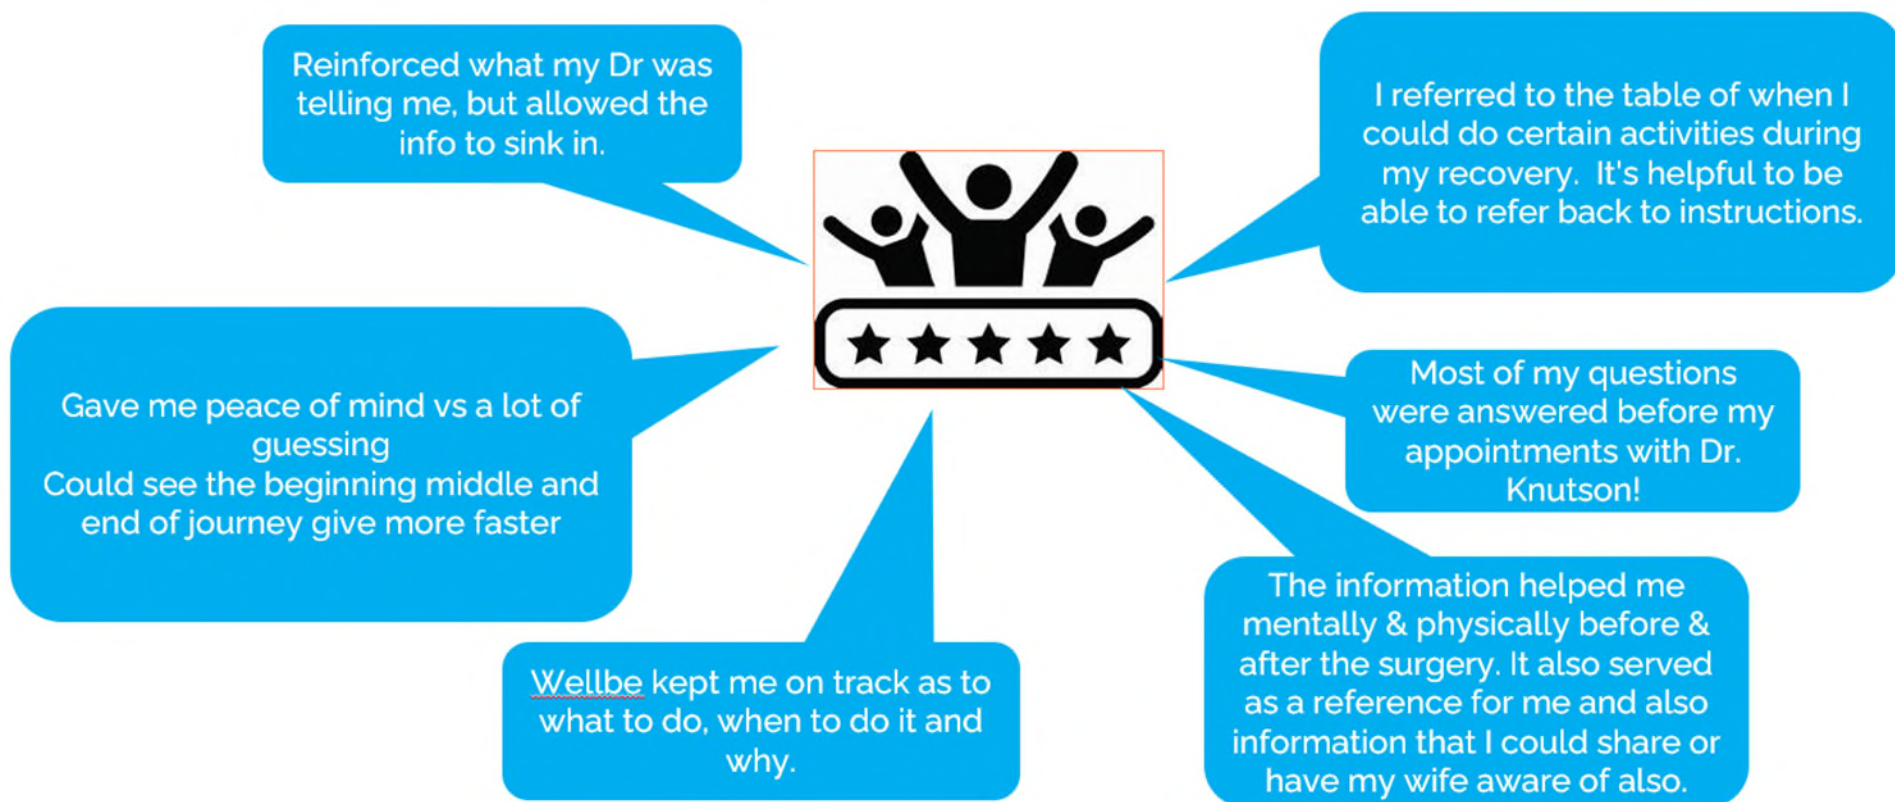 Reinforced what my Dr was
telling me, but allowed the
info to sink in.
I referred to the table of when I
could do certain activities during
my recovery.  It's helpful to be
able to refer back to instructions.
Gave me peace of mind vs a lot of
guessing
Could see the beginning middle and
end of journey give more faster
Most of my questions
were answered before my
appointments with Dr.
Knutson!
Wellbe kept me on track as to
what to do, when to do it and
why.
The information helped me
mentally & physically before &
after the surgery. It also served
as a reference for me and also
information that I could share or
have my wife aware of also.